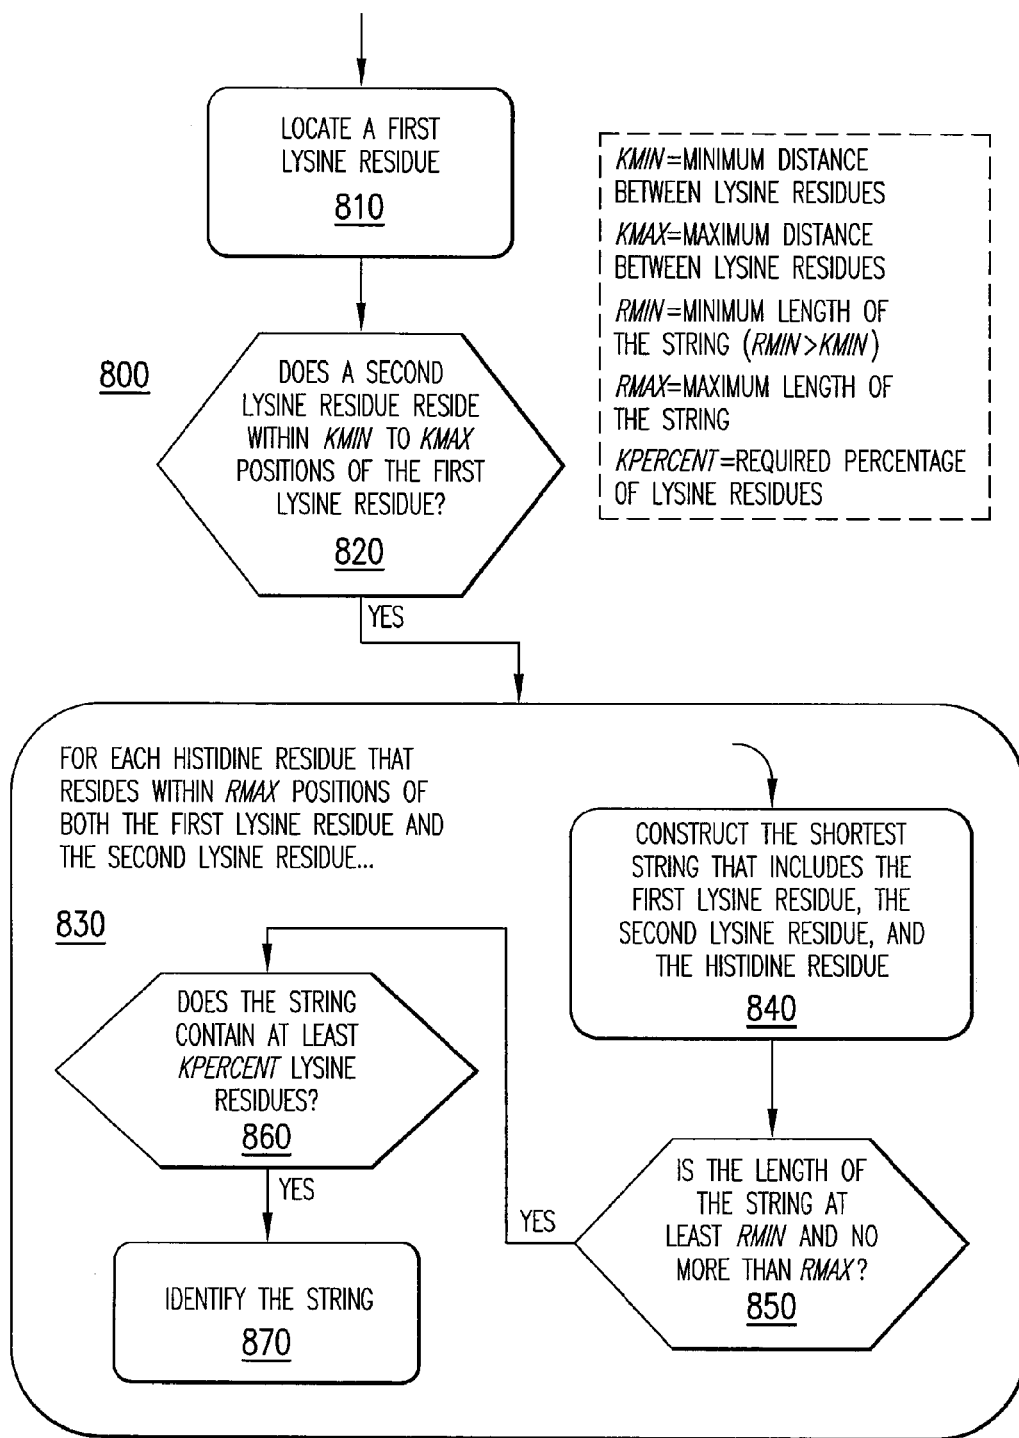 LOCATE A FIRST
LYSINE RESIDUE
810
KMIN=MINIMUM DISTANCE
BETWEEN LYSINE RESIDUES
KMAX=MAXIMUM DISTANCE
BETWEEN LYSINE RESIDUES
RMIN=MINIMUM LENGTH OF
THE STRING (RMIN>KMIN)
RMAX=MAXIMUM LENGTH OF
THE STRING
KPERCENT=REQUIRED PERCENTAGE
OF LYSINE RESIDUES
800
DOES A SECOND
LYSINE RESIDUE RESIDE
WITHIN KMIN TO KMAX
POSITIONS OF THE FIRST
LYSINE RESIDUE?
820
YES
FOR EACH HISTIDINE RESIDUE THAT
RESIDES WITHIN RMAX POSITIONS OF
BOTH THE FIRST LYSINE RESIDUE AND
THE SECOND LYSINE RESIDUE...
830
CONSTRUCT THE SHORTEST
STRING THAT INCLUDES THE
FIRST LYSINE RESIDUE, THE
SECOND LYSINE RESIDUE, AND
THE HISTIDINE RESIDUE
840
IS THE LENGTH OF
THE STRING AT
LEAST RMIN AND NO
MORE THAN RMAX?
850
YES
DOES THE STRING
CONTAIN AT LEAST
KPERCENT LYSINE
RESIDUES?
860
YES
IDENTIFY THE STRING
870